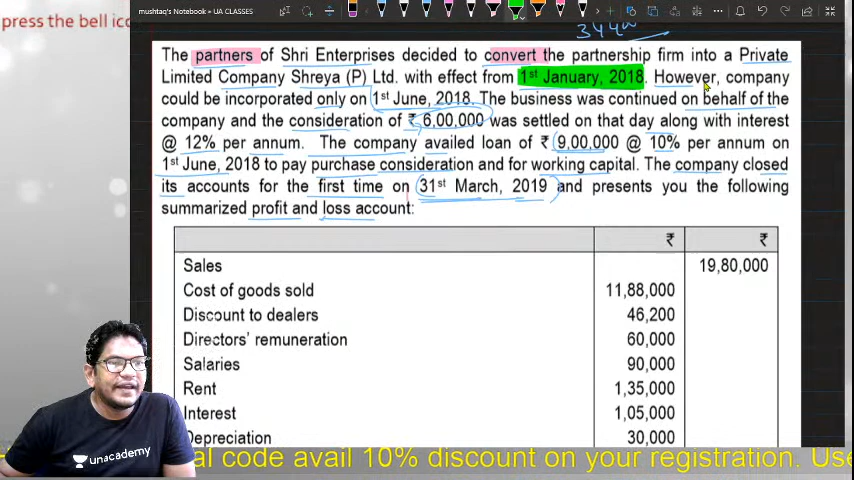 press the bell ico
mushtaq's Notebook » UA CLASSES
The partners of Shri Enterprises decided to convert the partnership firm into a Private
Limited Company Shreya (P) Ltd. with effect from 1st January, 2018. However, company
could be incorporated only on 1st June, 2018. The business was continued on behalf of the
company and the consideration of ₹ 6,00,000 was settled on that day along with interest
@ 12% per annum. The company availed loan of ₹ 9,00,000 @ 10% per annum on
1st June, 2018 to pay purchase consideration and for working capital. The company closed
its accounts for the first time on 31st March, 2019 and presents you the following
summarized profit and loss account:
₹ ₹
Sales 19,80,000
Cost of goods sold 11,88,000
Discount to dealers 46,200
Directors' remuneration 60,000
Salaries 90,000
Rent 1,35,000
Interest 1,05,000
Depreciation 30,000
unacademy
al code avail 10% discount on your registration. Use